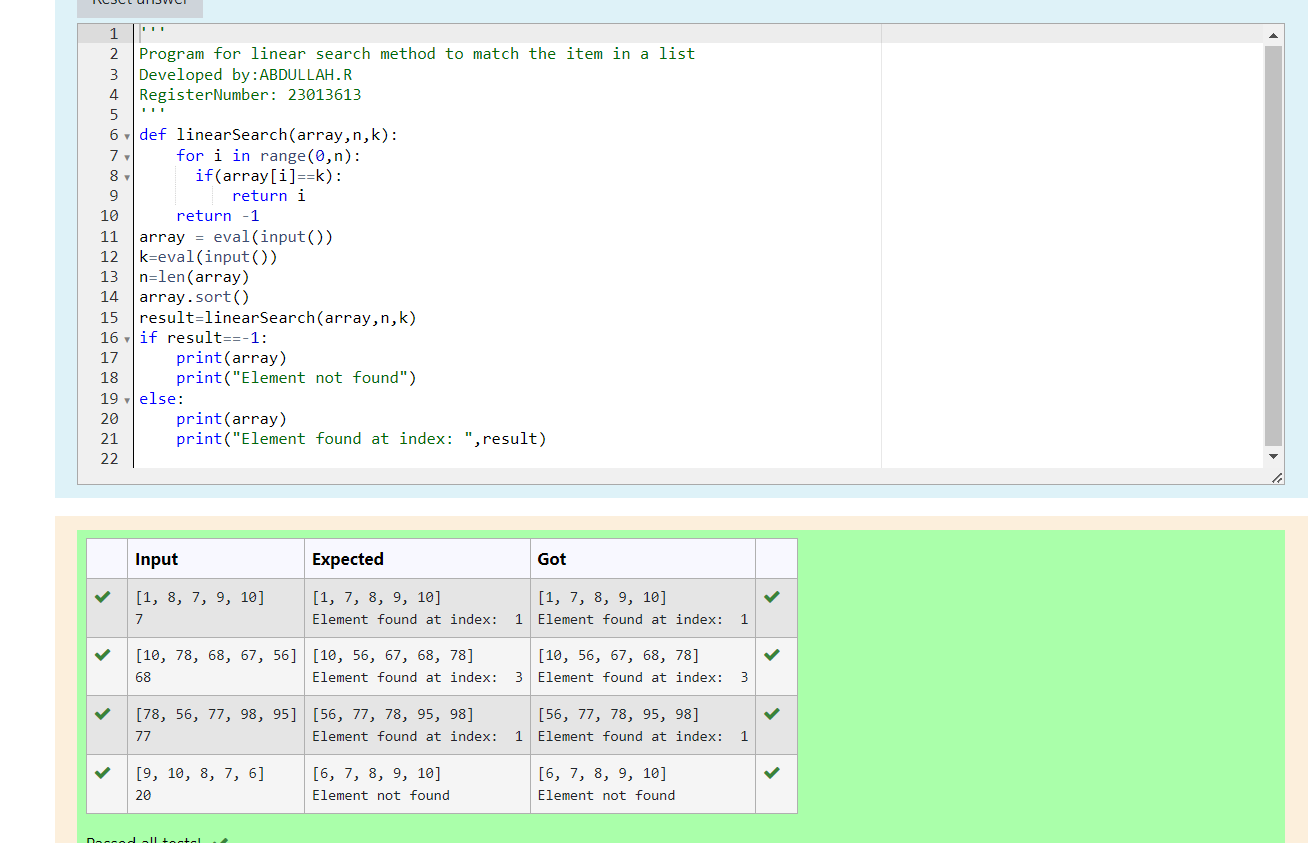 Reset answer
1 '''
2 Program for linear search method to match the item in a list
3 Developed by:ABDULLAH.R
4 RegisterNumber: 23013613
5 '''
6 def linearSearch(array,n,k):
7     for i in range(0,n):
8       if(array[i]==k):
9           return i
10     return -1
11 array = eval(input())
12 k=eval(input())
13 n=len(array)
14 array.sort()
15 result=linearSearch(array,n,k)
16 if result==-1:
17     print(array)
18     print("Element not found")
19 else:
20     print(array)
21     print("Element found at index: ",result)
22
Input Expected Got
[1, 8, 7, 9, 10] [1, 7, 8, 9, 10] [1, 7, 8, 9, 10]
7 Element found at index:  1 Element found at index:  1
[10, 78, 68, 67, 56] [10, 56, 67, 68, 78] [10, 56, 67, 68, 78]
68 Element found at index:  3 Element found at index:  3
[78, 56, 77, 98, 95] [56, 77, 78, 95, 98] [56, 77, 78, 95, 98]
77 Element found at index:  1 Element found at index:  1
[9, 10, 8, 7, 6] [6, 7, 8, 9, 10] [6, 7, 8, 9, 10]
20 Element not found Element not found
Passed all tests!